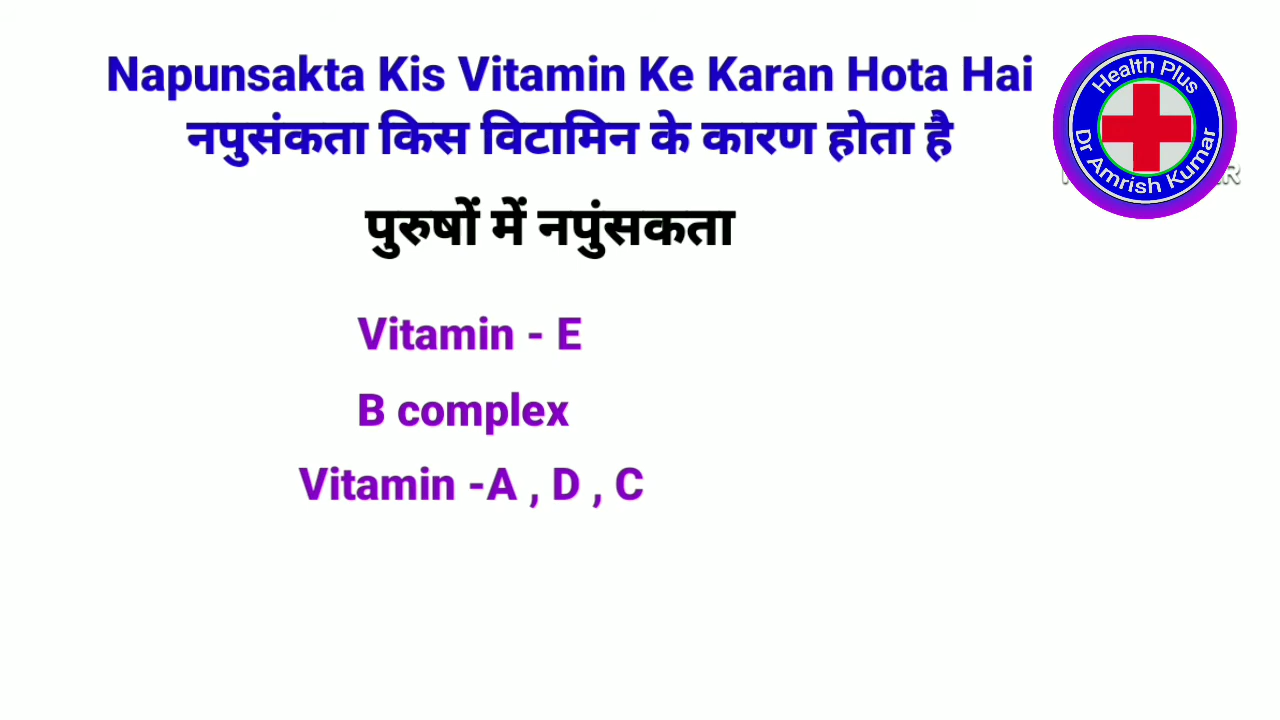 Napunsakta Kis Vitamin Ke Karan Hota Hai
नपुसंकता किस विटामिन के कारण होता है
पुरुषों में नपुंसकता
Vitamin - E
B complex
Vitamin -A , D , C
Health Plus
Dr Amrish Kumar